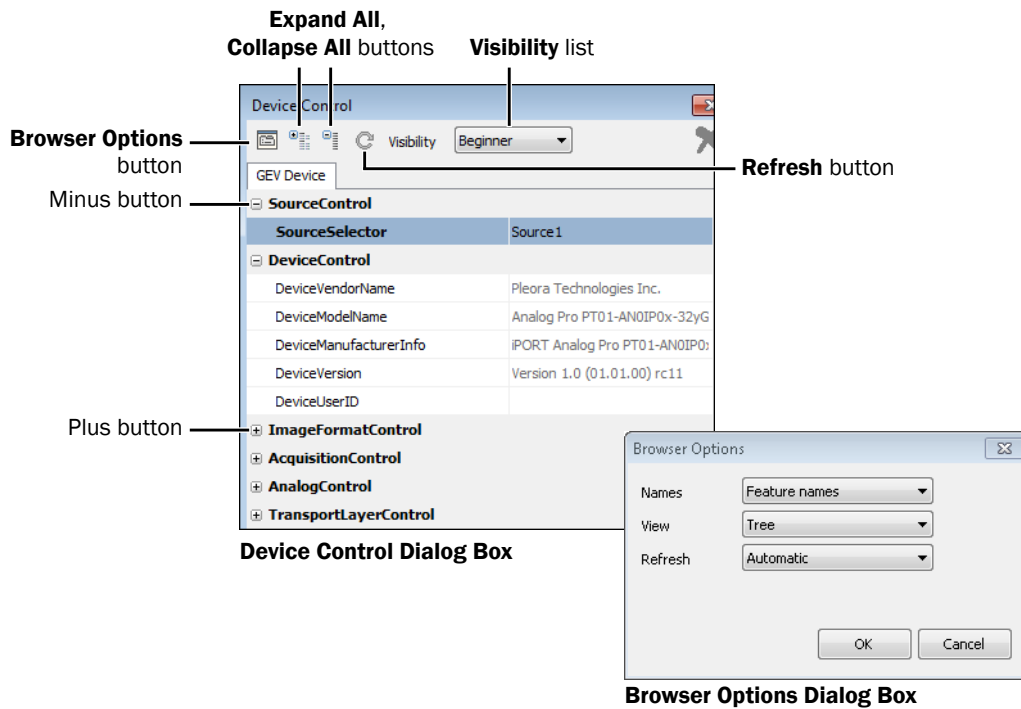 Expand All,
Collapse All buttons
Visibility list
Device Control
Browser Options
button
Visibility
Beginner
Refresh button
GEV Device
Minus button
SourceControl
SourceSelector Source1
DeviceControl
DeviceVendorName Pleora Technologies Inc.
DeviceModelName Analog Pro PT01-AN0IP0x-32yG
DeviceManufacturerInfo iPORT Analog Pro PT01-AN0IP0
DeviceVersion Version 1.0 (01.01.00) rc11
DeviceUserID
Plus button
ImageFormatControl
AcquisitionControl
AnalogControl
TransportLayerControl
Device Control Dialog Box
Browser Options
Names Feature names
View Tree
Refresh Automatic
OK Cancel
Browser Options Dialog Box